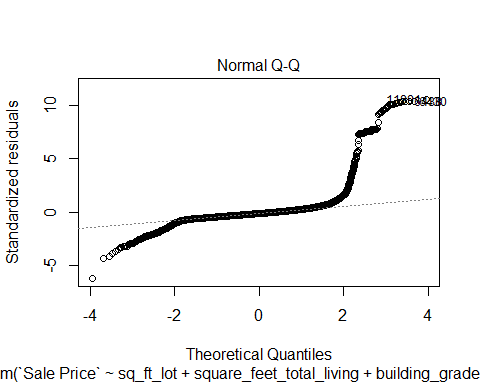 Normal Q-Q
Standardized residuals
10
5
0
-5
-4
-2
0
2
4
Theoretical Quantiles
m(`Sale Price` ~ sq_ft_lot + square_feet_total_living + building_grade